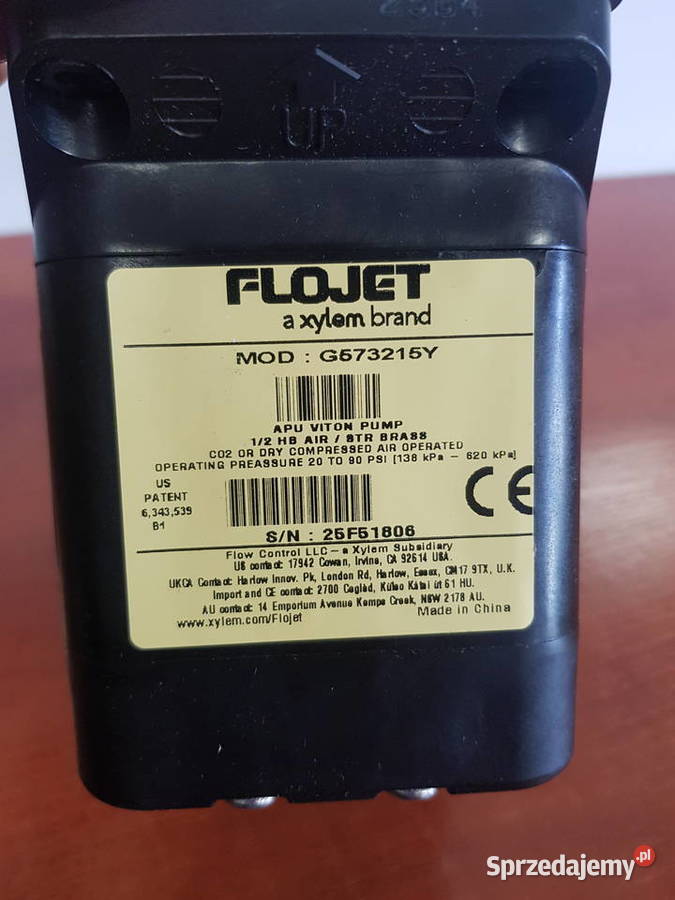 UP
FLOJET
a xylem brand
MOD : G573215Y
APU VITON PUMP
1/2 HB AIR / STR BRASS
CO2 OR DRY COMPRESSED AIR OPERATED
OPERATING PREASSURE 20 TO 90 PSI [138 kPa – 620 kPa]
US
PATENT
6,343,539
B1
CE
S/N : 25F51806
Flow Control LLC – a Xylem Subsidiary
US contact: 17942 Cowan, Irvine, CA 92614 USA.
UKCA Contact: Harlow Innov. Pk, London Rd, Harlow, Essex, CM17 9TX, U.K.
Import and CE contact: 2700 Cegléd, Külso Kátai út 61 HU.
AU contact: 14 Emporium Avenue Kemps Creek, NSW 2178 AU.
www.xylem.com/Flojet Made in China
Sprzedajemy.pl